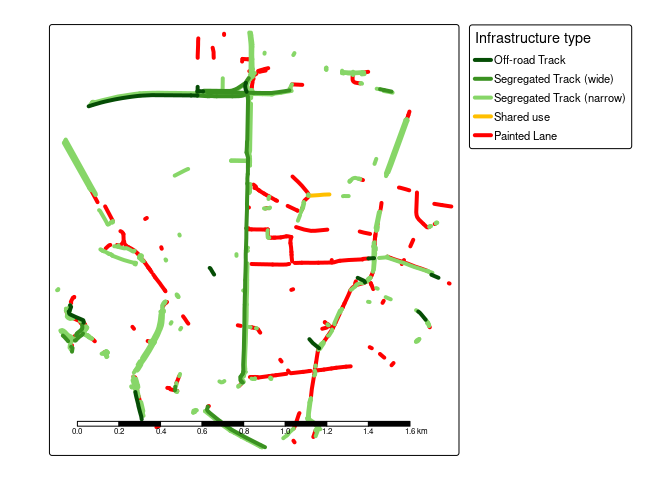 Infrastructure type
Off-road Track
Segregated Track (wide)
Segregated Track (narrow)
Shared use
Painted Lane
0.0 0.2 0.4 0.6 0.8 1.0 1.2 1.4 1.6 km